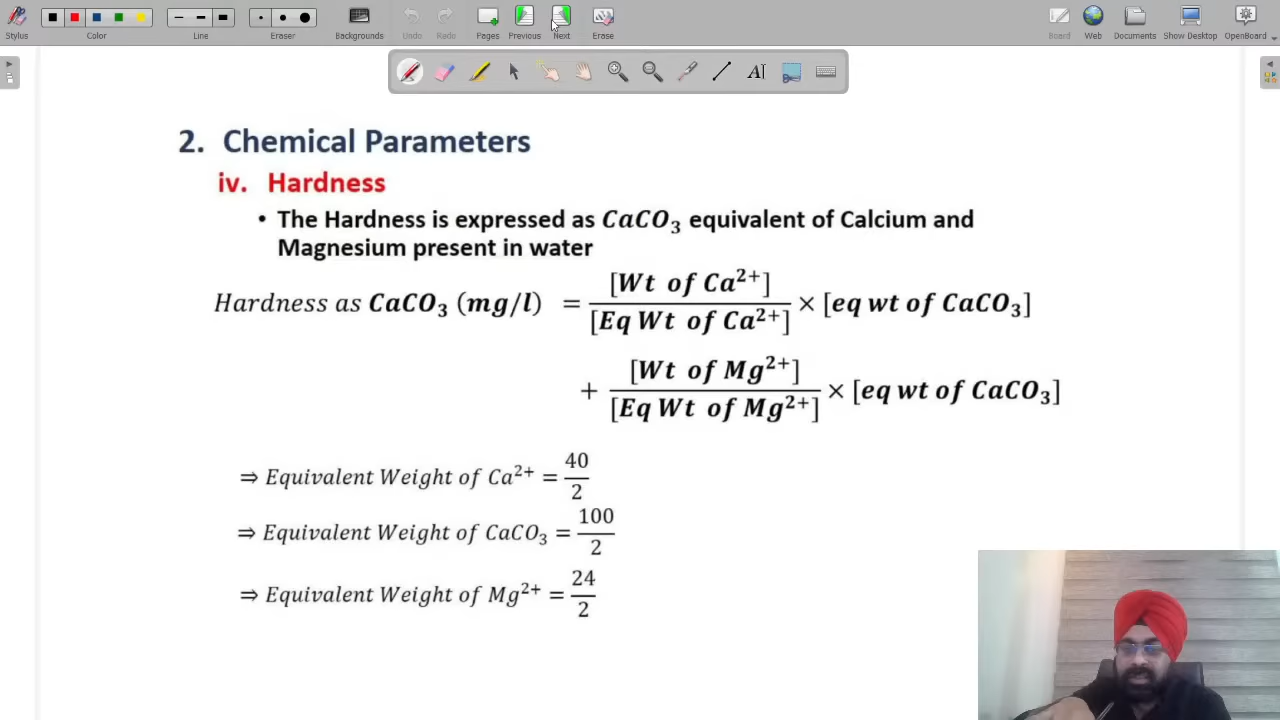 Stylus Color Line Eraser Backgrounds Undo Redo Pages Previous Next Erase Board Web Documents Show Desktop OpenBoard
2. Chemical Parameters
iv. Hardness
• The Hardness is expressed as CaCO₃ equivalent of Calcium and
Magnesium present in water
Hardness as CaCO₃ (mg/l) = [Wt of Ca²⁺] / [Eq Wt of Ca²⁺] × [eq wt of CaCO₃]
+ [Wt of Mg²⁺] / [Eq Wt of Mg²⁺] × [eq wt of CaCO₃]
⇒ Equivalent Weight of Ca²⁺ = 40/2
⇒ Equivalent Weight of CaCO₃ = 100/2
⇒ Equivalent Weight of Mg²⁺ = 24/2